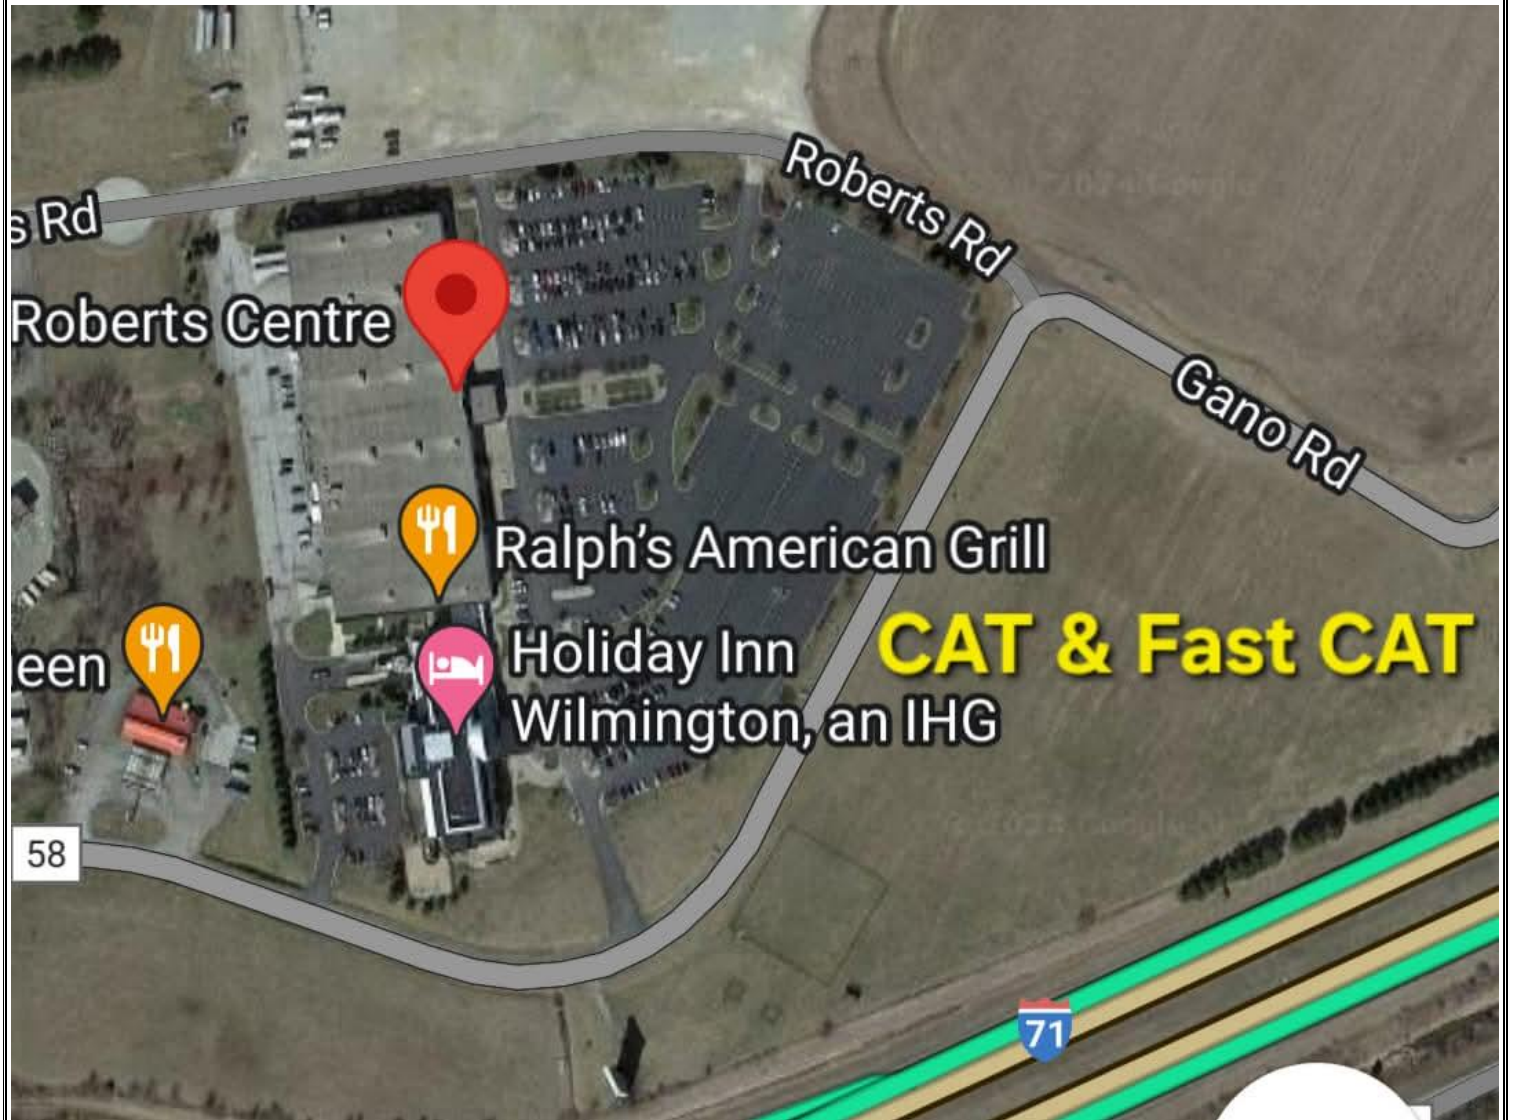 Roberts Rd
s Rd
Roberts Centre
Gano Rd
Ralph's American Grill
CAT & Fast CAT
een
Holiday Inn
Wilmington, an IHG
58
71